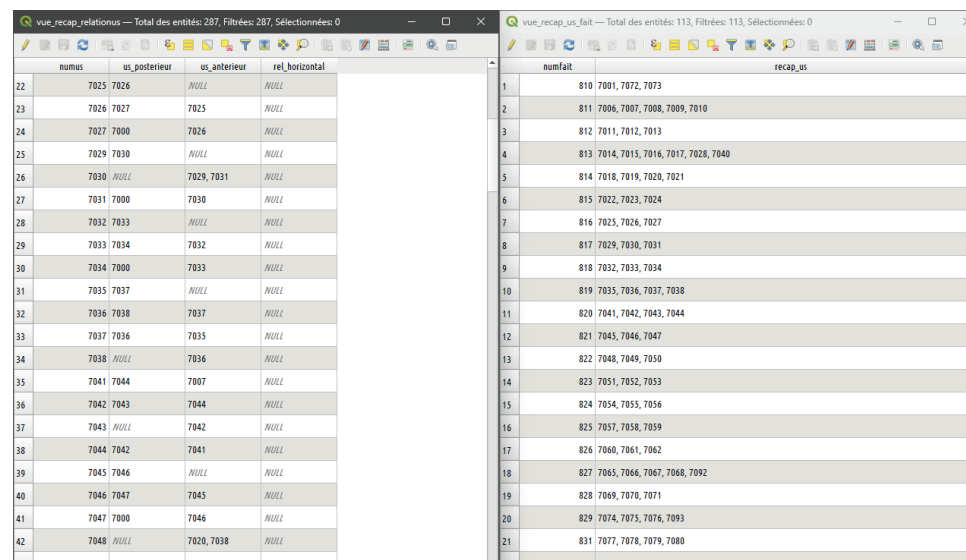 vue_recap_relationus — Total des entités: 287, Filtrées: 287, Sélectionnées: 0
numus us_posterieur us_anterieur rel_horizontal
22 7025 7026 NULL NULL
23 7026 7027 7025 NULL
24 7027 7000 7026 NULL
25 7029 7030 NULL NULL
26 7030 NULL 7029, 7031 NULL
27 7031 7000 7030 NULL
28 7032 7033 NULL NULL
29 7033 7034 7032 NULL
30 7034 7000 7033 NULL
31 7035 7037 NULL NULL
32 7036 7038 7037 NULL
33 7037 7036 7035 NULL
34 7038 NULL 7036 NULL
35 7041 7044 7007 NULL
36 7042 7043 7044 NULL
37 7043 NULL 7042 NULL
38 7044 7042 7041 NULL
39 7045 7046 NULL NULL
40 7046 7047 7045 NULL
41 7047 7000 7046 NULL
42 7048 NULL 7020, 7038 NULL
vue_recap_us_fait — Total des entités: 113, Filtrées: 113, Sélectionnées: 0
numfait recap_us
1 810 7001, 7072, 7073
2 811 7006, 7007, 7008, 7009, 7010
3 812 7011, 7012, 7013
4 813 7014, 7015, 7016, 7017, 7028, 7040
5 814 7018, 7019, 7020, 7021
6 815 7022, 7023, 7024
7 816 7025, 7026, 7027
8 817 7029, 7030, 7031
9 818 7032, 7033, 7034
10 819 7035, 7036, 7037, 7038
11 820 7041, 7042, 7043, 7044
12 821 7045, 7046, 7047
13 822 7048, 7049, 7050
14 823 7051, 7052, 7053
15 824 7054, 7055, 7056
16 825 7057, 7058, 7059
17 826 7060, 7061, 7062
18 827 7065, 7066, 7067, 7068, 7092
19 828 7069, 7070, 7071
20 829 7074, 7075, 7076, 7093
21 831 7077, 7078, 7079, 7080